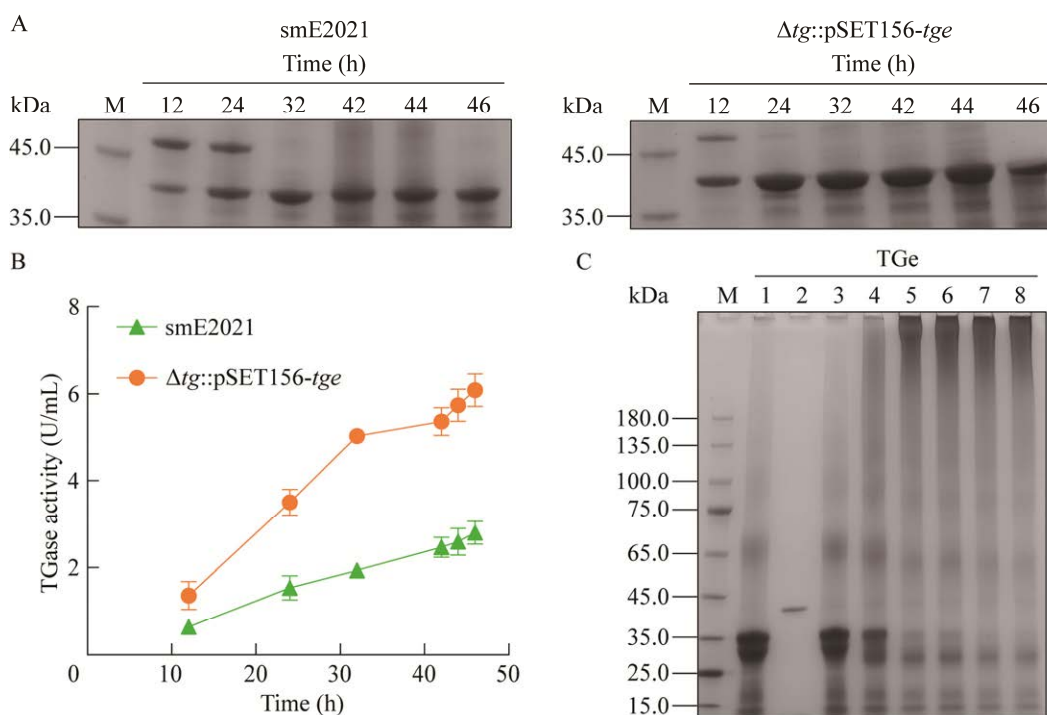 A
smE2021
Time (h)
kDa M 12 24 32 42 44 46
45.0
35.0
Δtg::pSET156-tge
Time (h)
M 12 24 32 42 44 46
45.0
35.0
B
8
6
4
2
0
TGase activity (U/mL)
smE2021
Δtg::pSET156-tge
10 20 30 40 50
Time (h)
C
TGe
kDa M 1 2 3 4 5 6 7 8
180.0
135.0
100.0
75.0
65.0
45.0
35.0
25.0
15.0